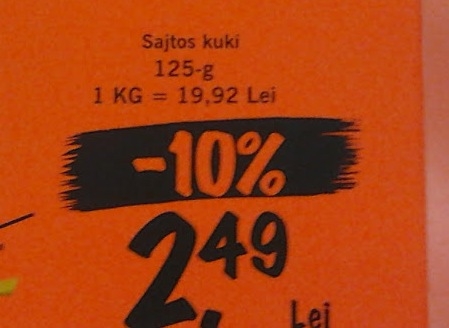 Sajtos kuki
125-g
1 KG = 19,92 Lei
-10%
2,49
Lei